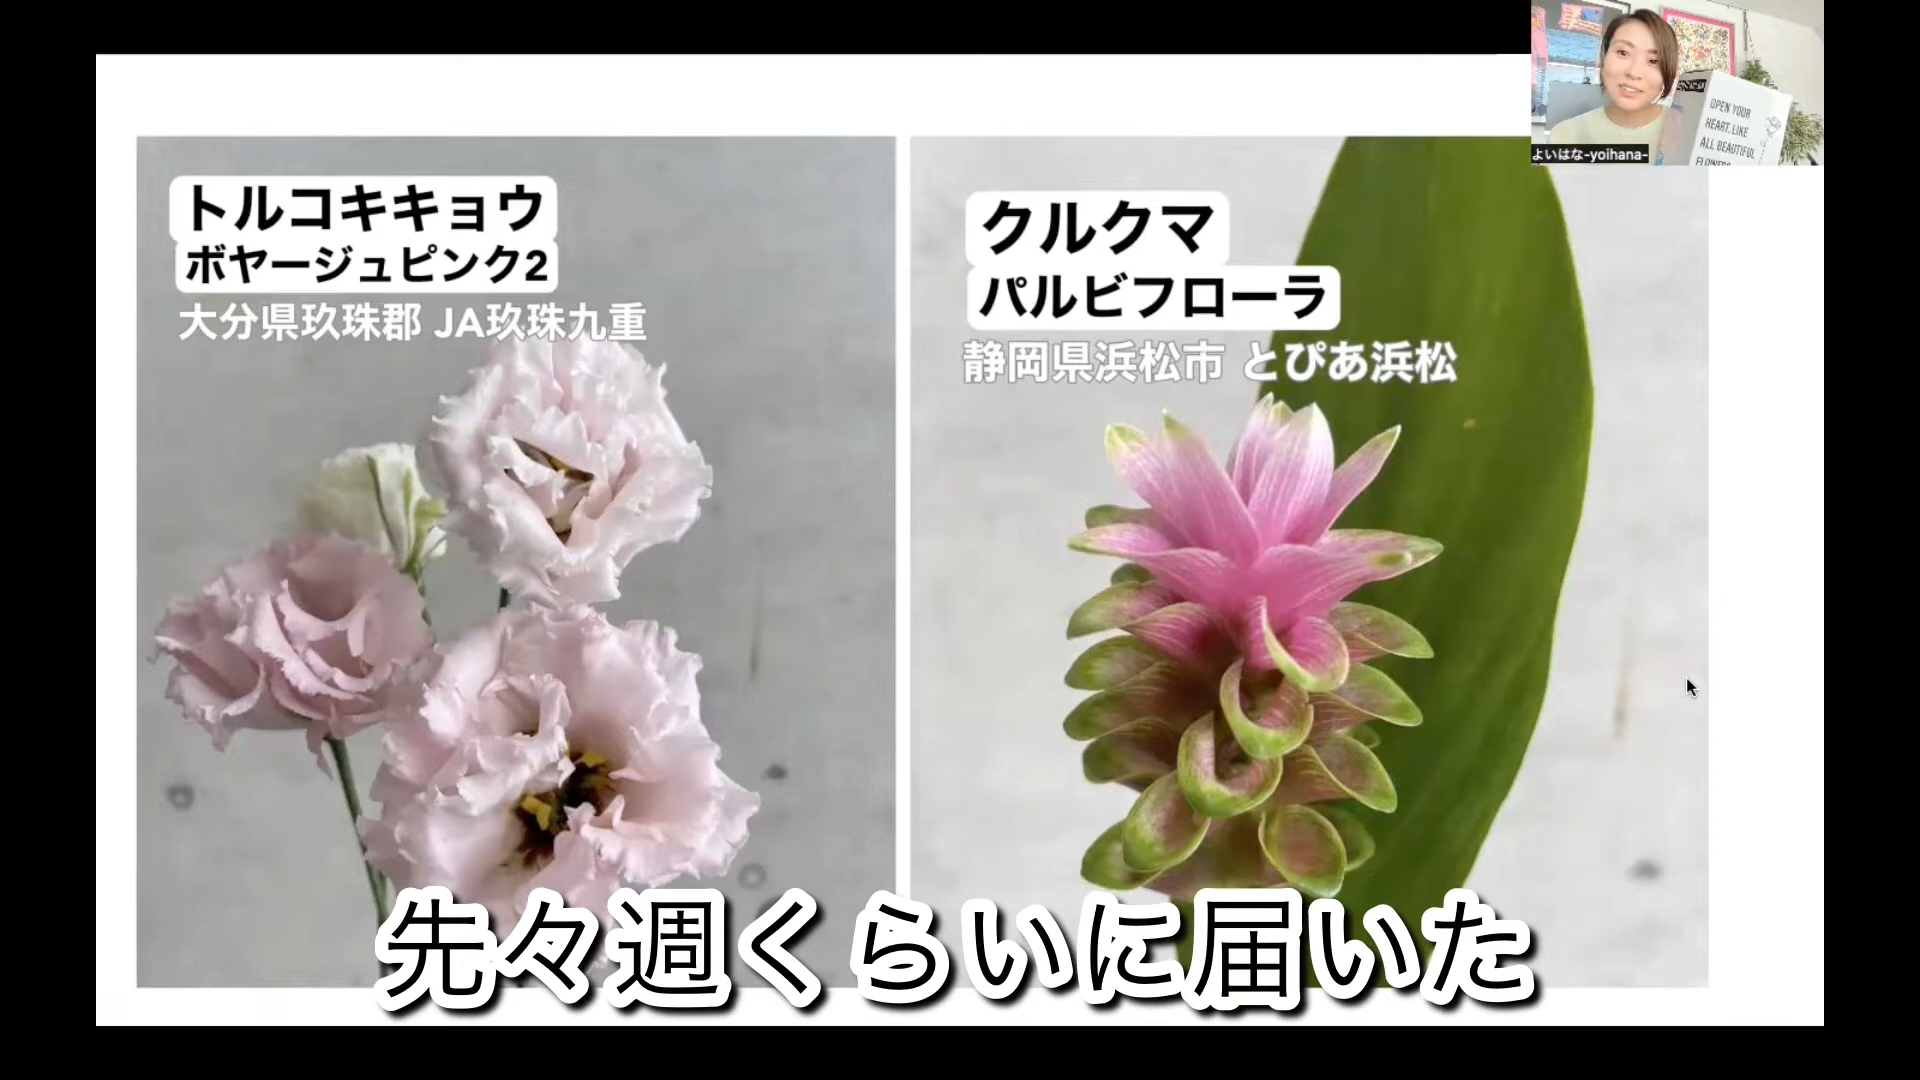 トルコキキョウ
ボヤージュピンク2
大分県玖珠郡 JA玖珠九重
クルクマ
パルビフローラ
静岡県浜松市 とぴあ浜松
OPEN YOUR
HEART. LIKE
ALL BEAUTIFUL
FLOWERS
よいはな-yoihana-
先々週くらいに届いた